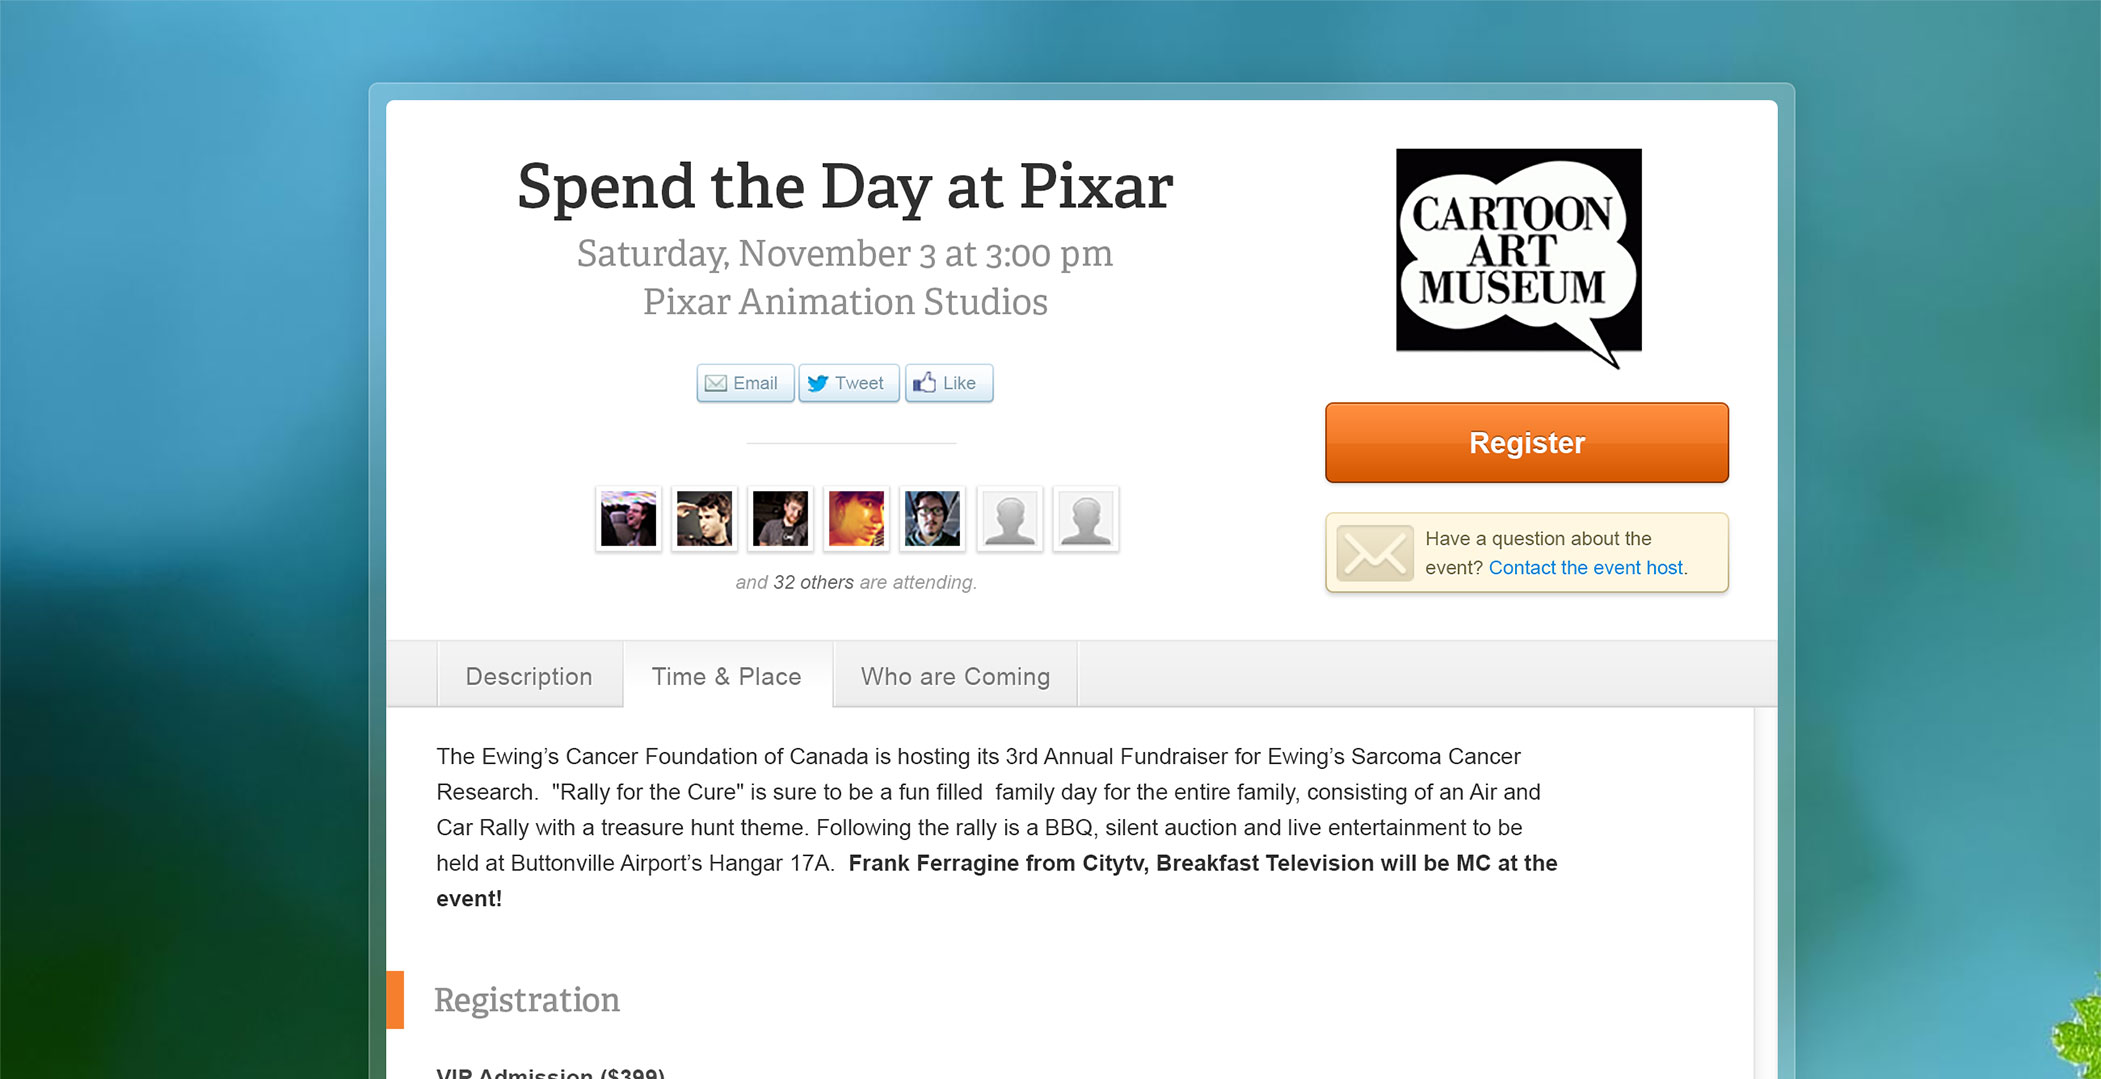 Spend the Day at Pixar
Saturday, November 3 at 3:00 pm
Pixar Animation Studios
Email
Tweet
Like
and 32 others are attending.
CARTOON
ART
MUSEUM
Register
Have a question about the
event? Contact the event host.
Description
Time & Place
Who are Coming
The Ewing’s Cancer Foundation of Canada is hosting its 3rd Annual Fundraiser for Ewing’s Sarcoma Cancer
Research.  "Rally for the Cure" is sure to be a fun filled  family day for the entire family, consisting of an Air and
Car Rally with a treasure hunt theme. Following the rally is a BBQ, silent auction and live entertainment to be
held at Buttonville Airport’s Hangar 17A.  Frank Ferragine from Citytv, Breakfast Television will be MC at the
event!
Registration
VIP Admission ($399)